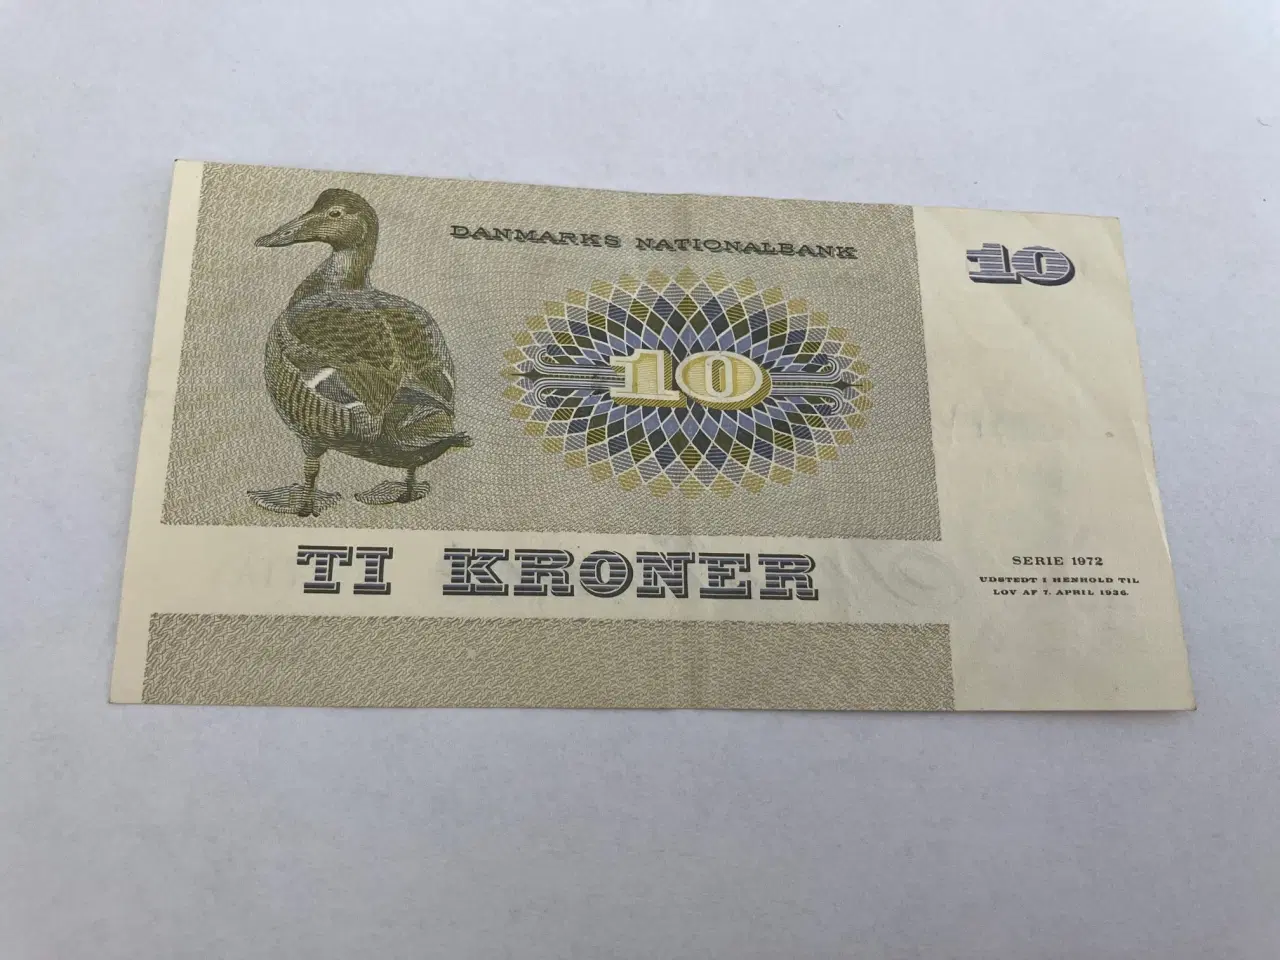 DANMARKS NATIONALBANK
10
10
TI KRONER
SERIE 1972
UDSTEDT I HENHOLD TIL
LOV AF 7. APRIL 1936.